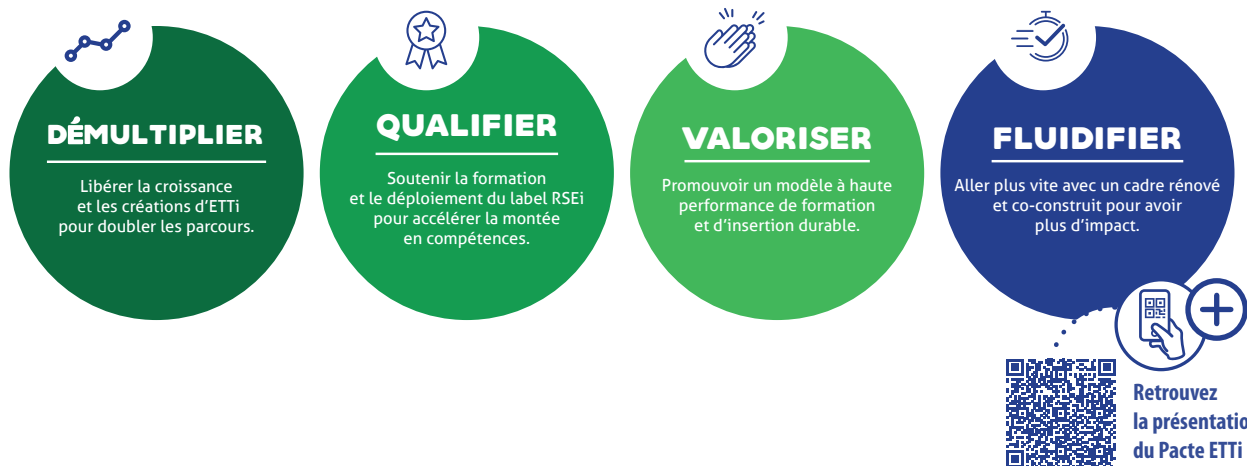 DÉMULTIPLIER
Libérer la croissance
et les créations d'ETTi
pour doubler les parcours.
QUALIFIER
Soutenir la formation
et le déploiement du label RSEi
pour accélérer la montée
en compétences.
VALORISER
Promouvoir un modèle à haute
performance de formation
et d'insertion durable.
FLUIDIFIER
Aller plus vite avec un cadre rénové
et co-construit pour avoir
plus d'impact.
Retrouvez
la présentatio
du Pacte ETTi